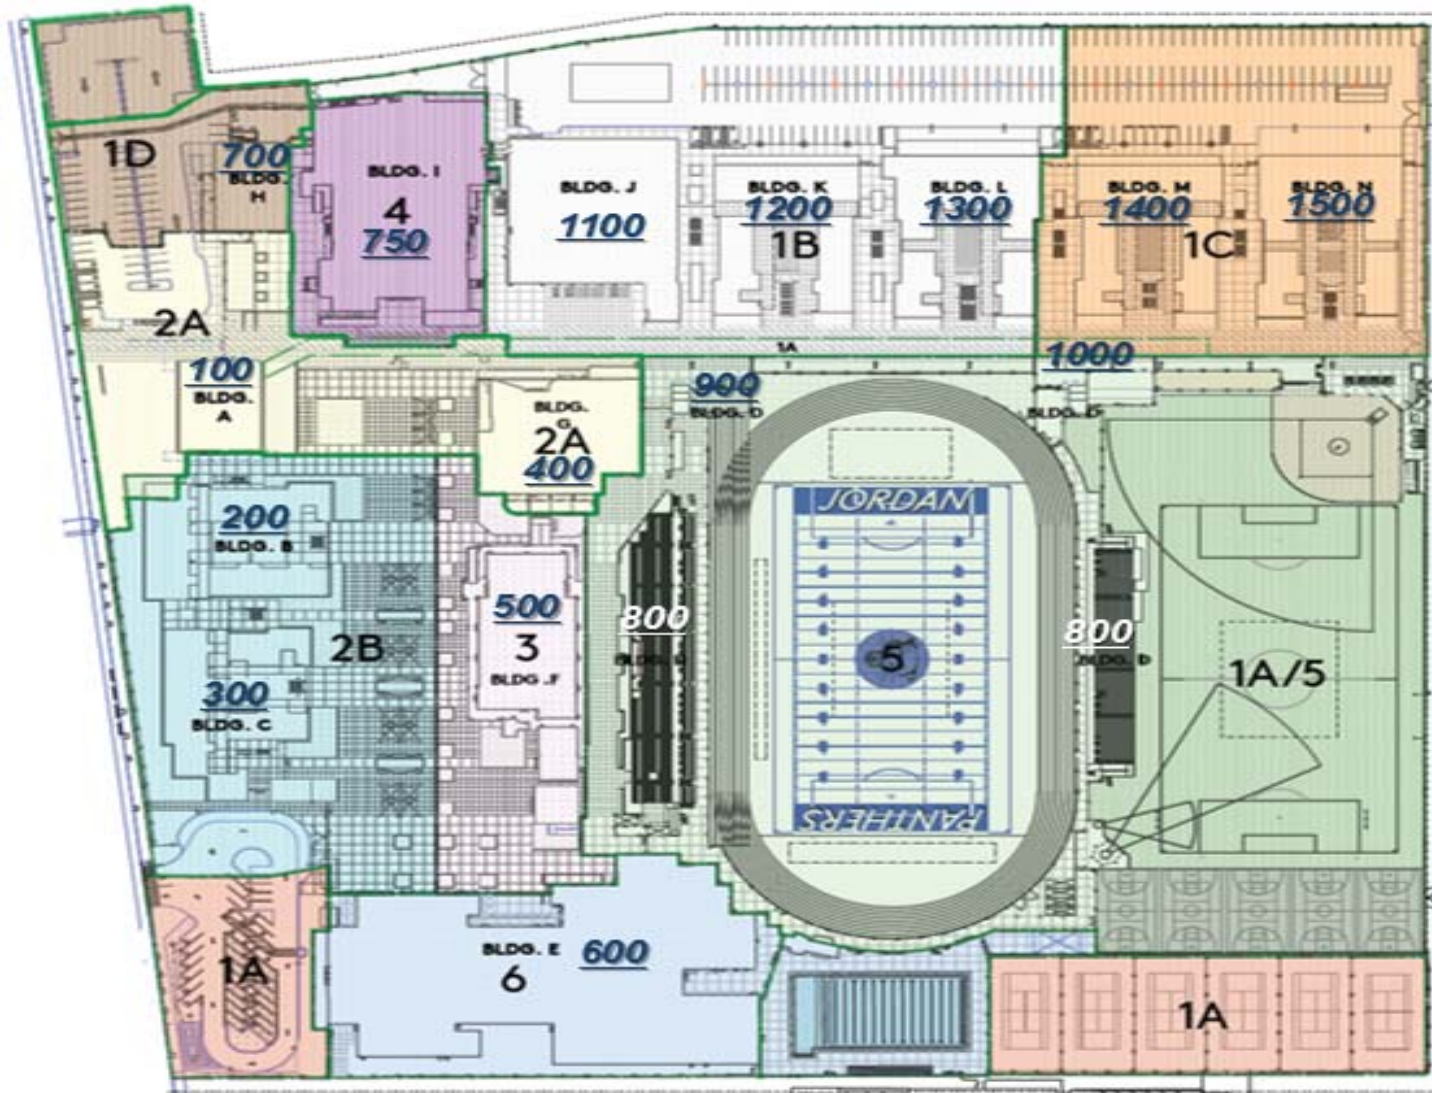 1D
700
BLDG.
H
BLDG. I
4
750
BLDG. J
1100
BLDG. K
1200
1B
BLDG. L
1300
BLDG. M
1400
1C
BLDG. N
1500
2A
1A
100
BLDG.
A
BLDG.
G
2A
400
900
BLDG. O
1000
200
BLDG. B
2B
300
BLDG. C
500
3
BLDG. F
800
JORDAN
5
PANTHERS
800
BLDG. D
1A/5
1A
BLDG. E
600
6
1A